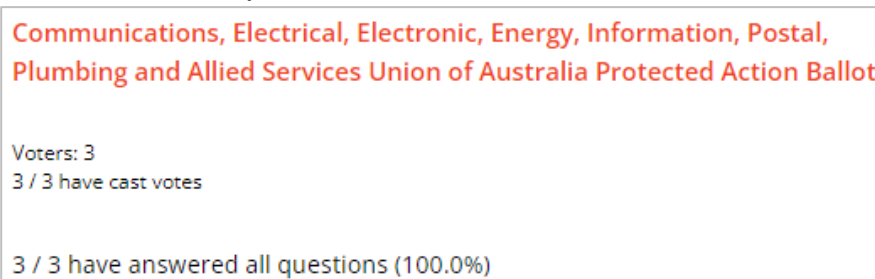 Communications, Electrical, Electronic, Energy, Information, Postal,
Plumbing and Allied Services Union of Australia Protected Action Ballot
Voters: 3
3 / 3 have cast votes
3 / 3 have answered all questions (100.0%)